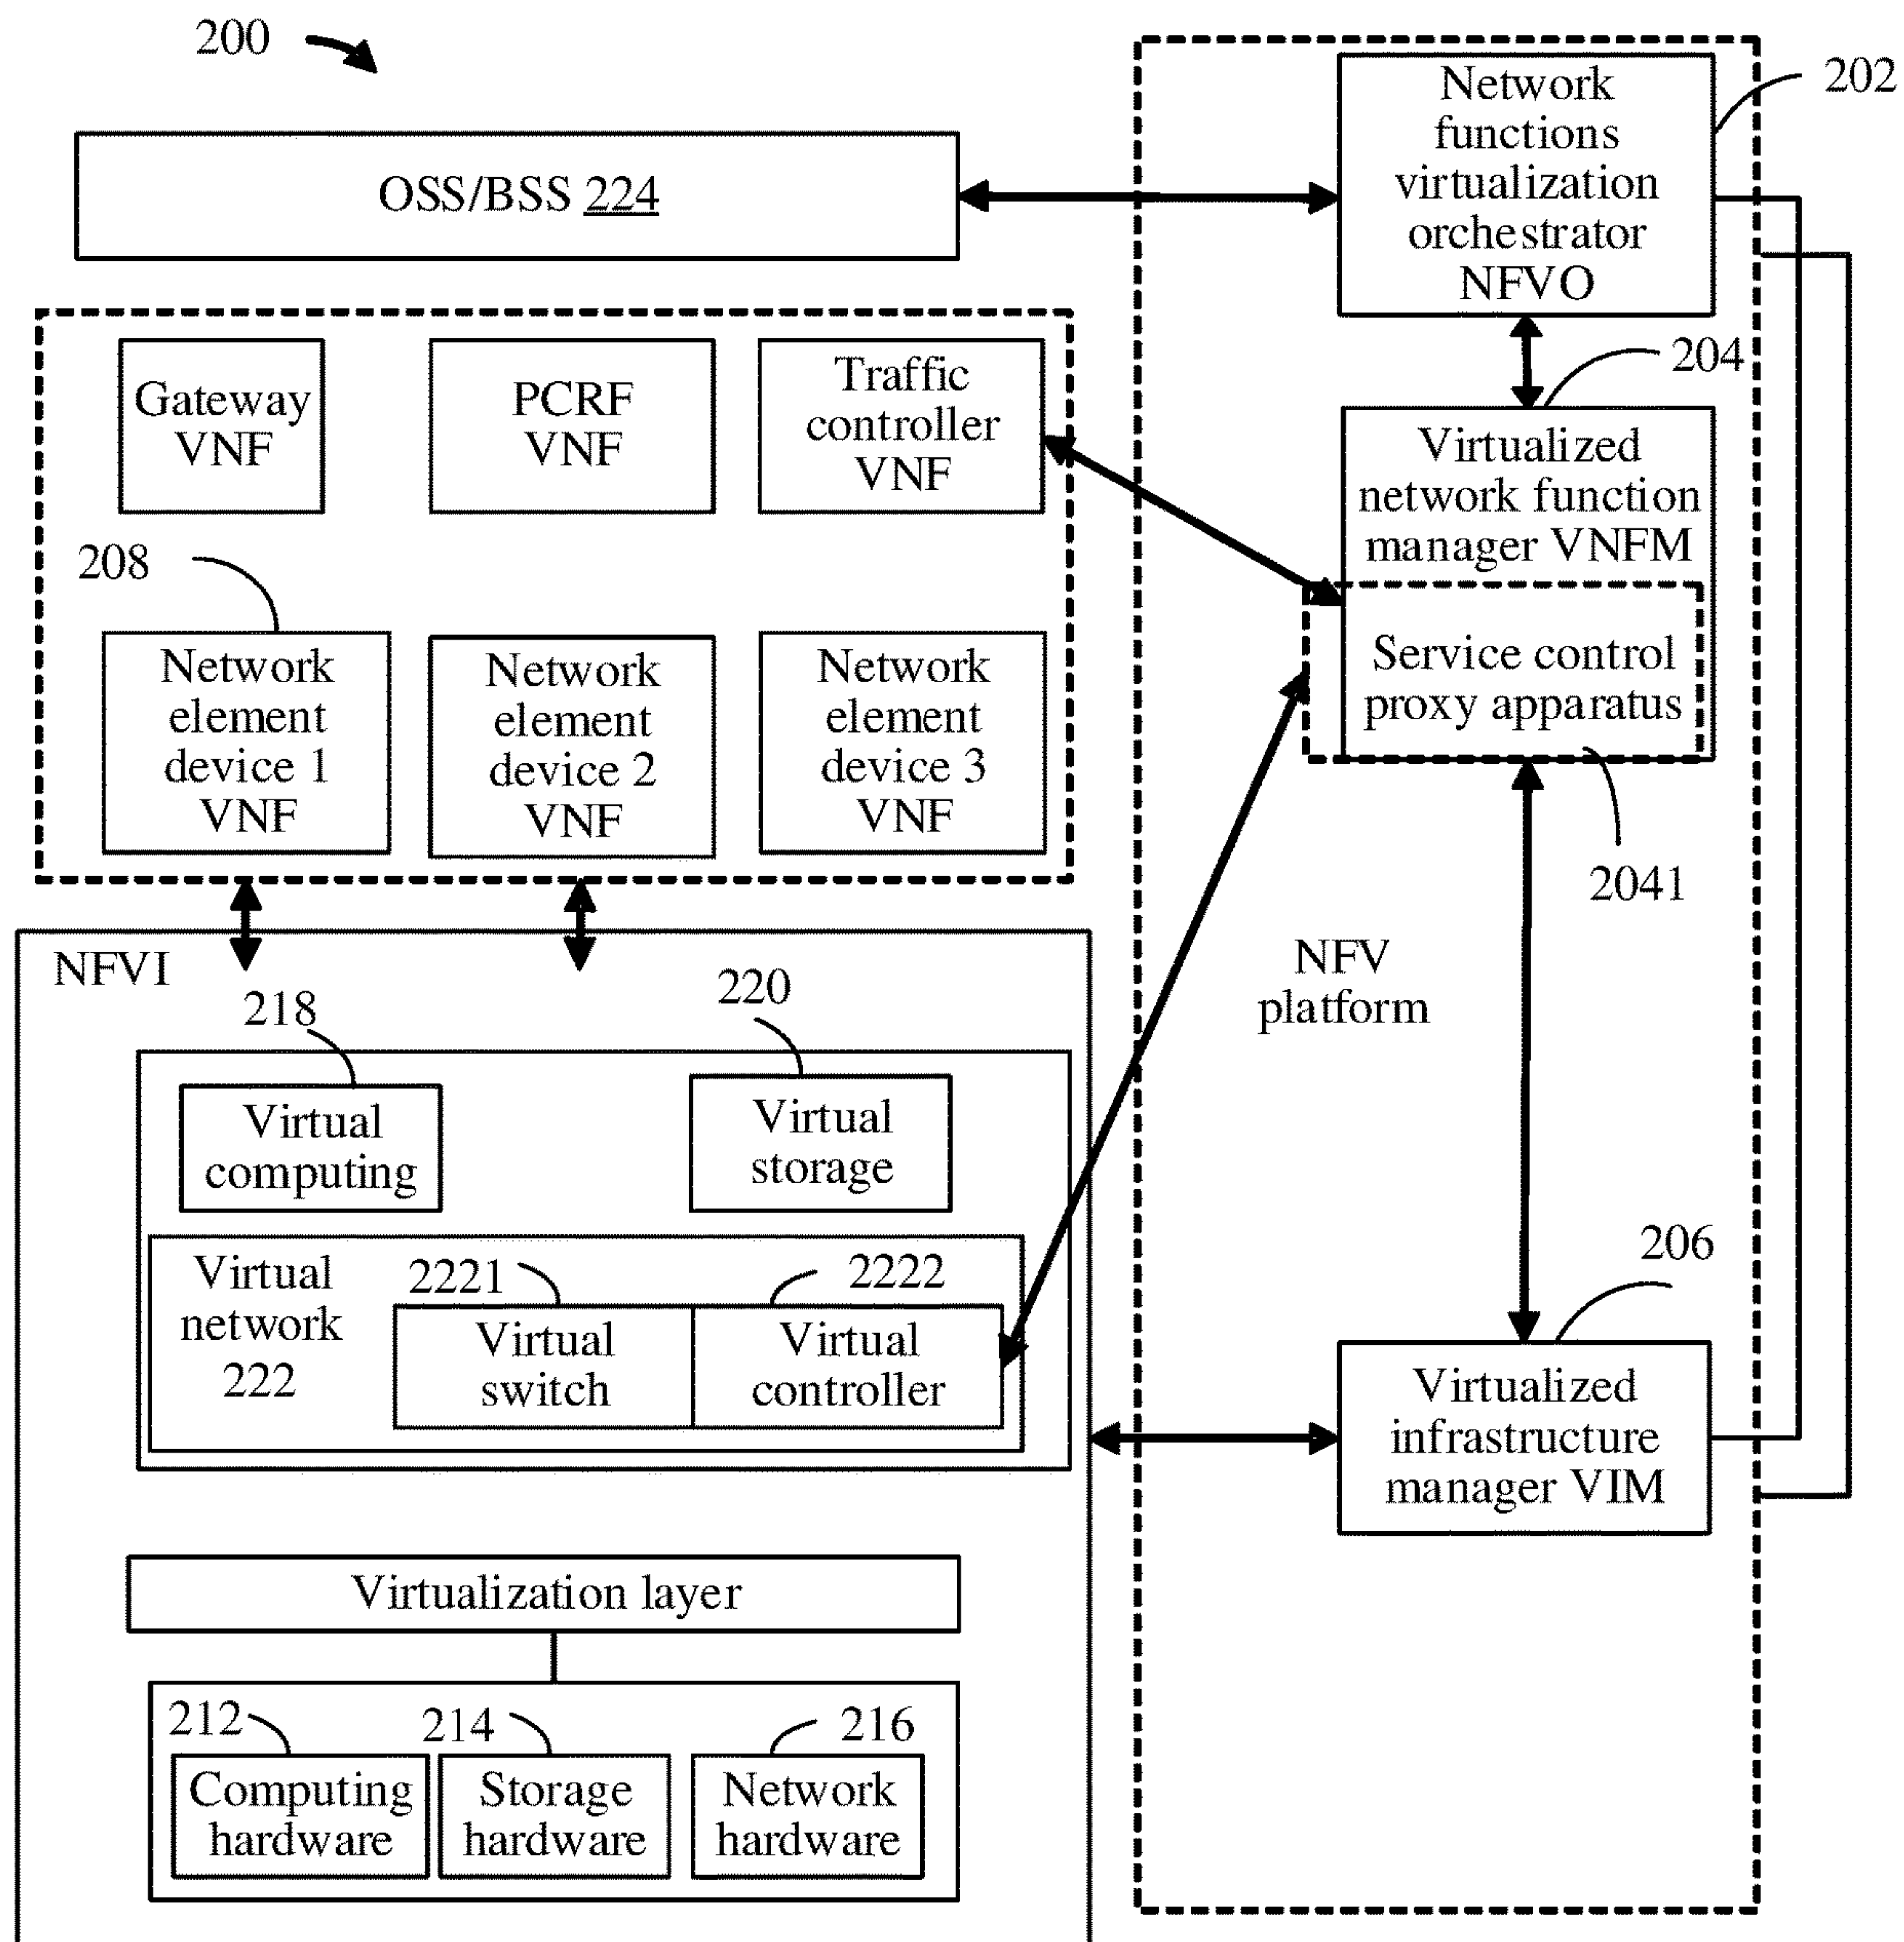 200
OSS/BSS 224
Network
functions
virtualization
orchestrator
NFVO
202
204
Gateway
VNF
PCRF
VNF
Traffic
controller
VNF
Virtualized
network function
manager VNFM
208
Network
element
device 1
VNF
Network
element
device 2
VNF
Network
element
device 3
VNF
Service control
proxy apparatus
2041
NFV
platform
NFVI
218
220
Virtual
computing
Virtual
storage
Virtual
network
222
2221
2222
Virtual
switch
Virtual
controller
206
Virtualized
infrastructure
manager VIM
Virtualization layer
212
214
216
Computing
hardware
Storage
hardware
Network
hardware